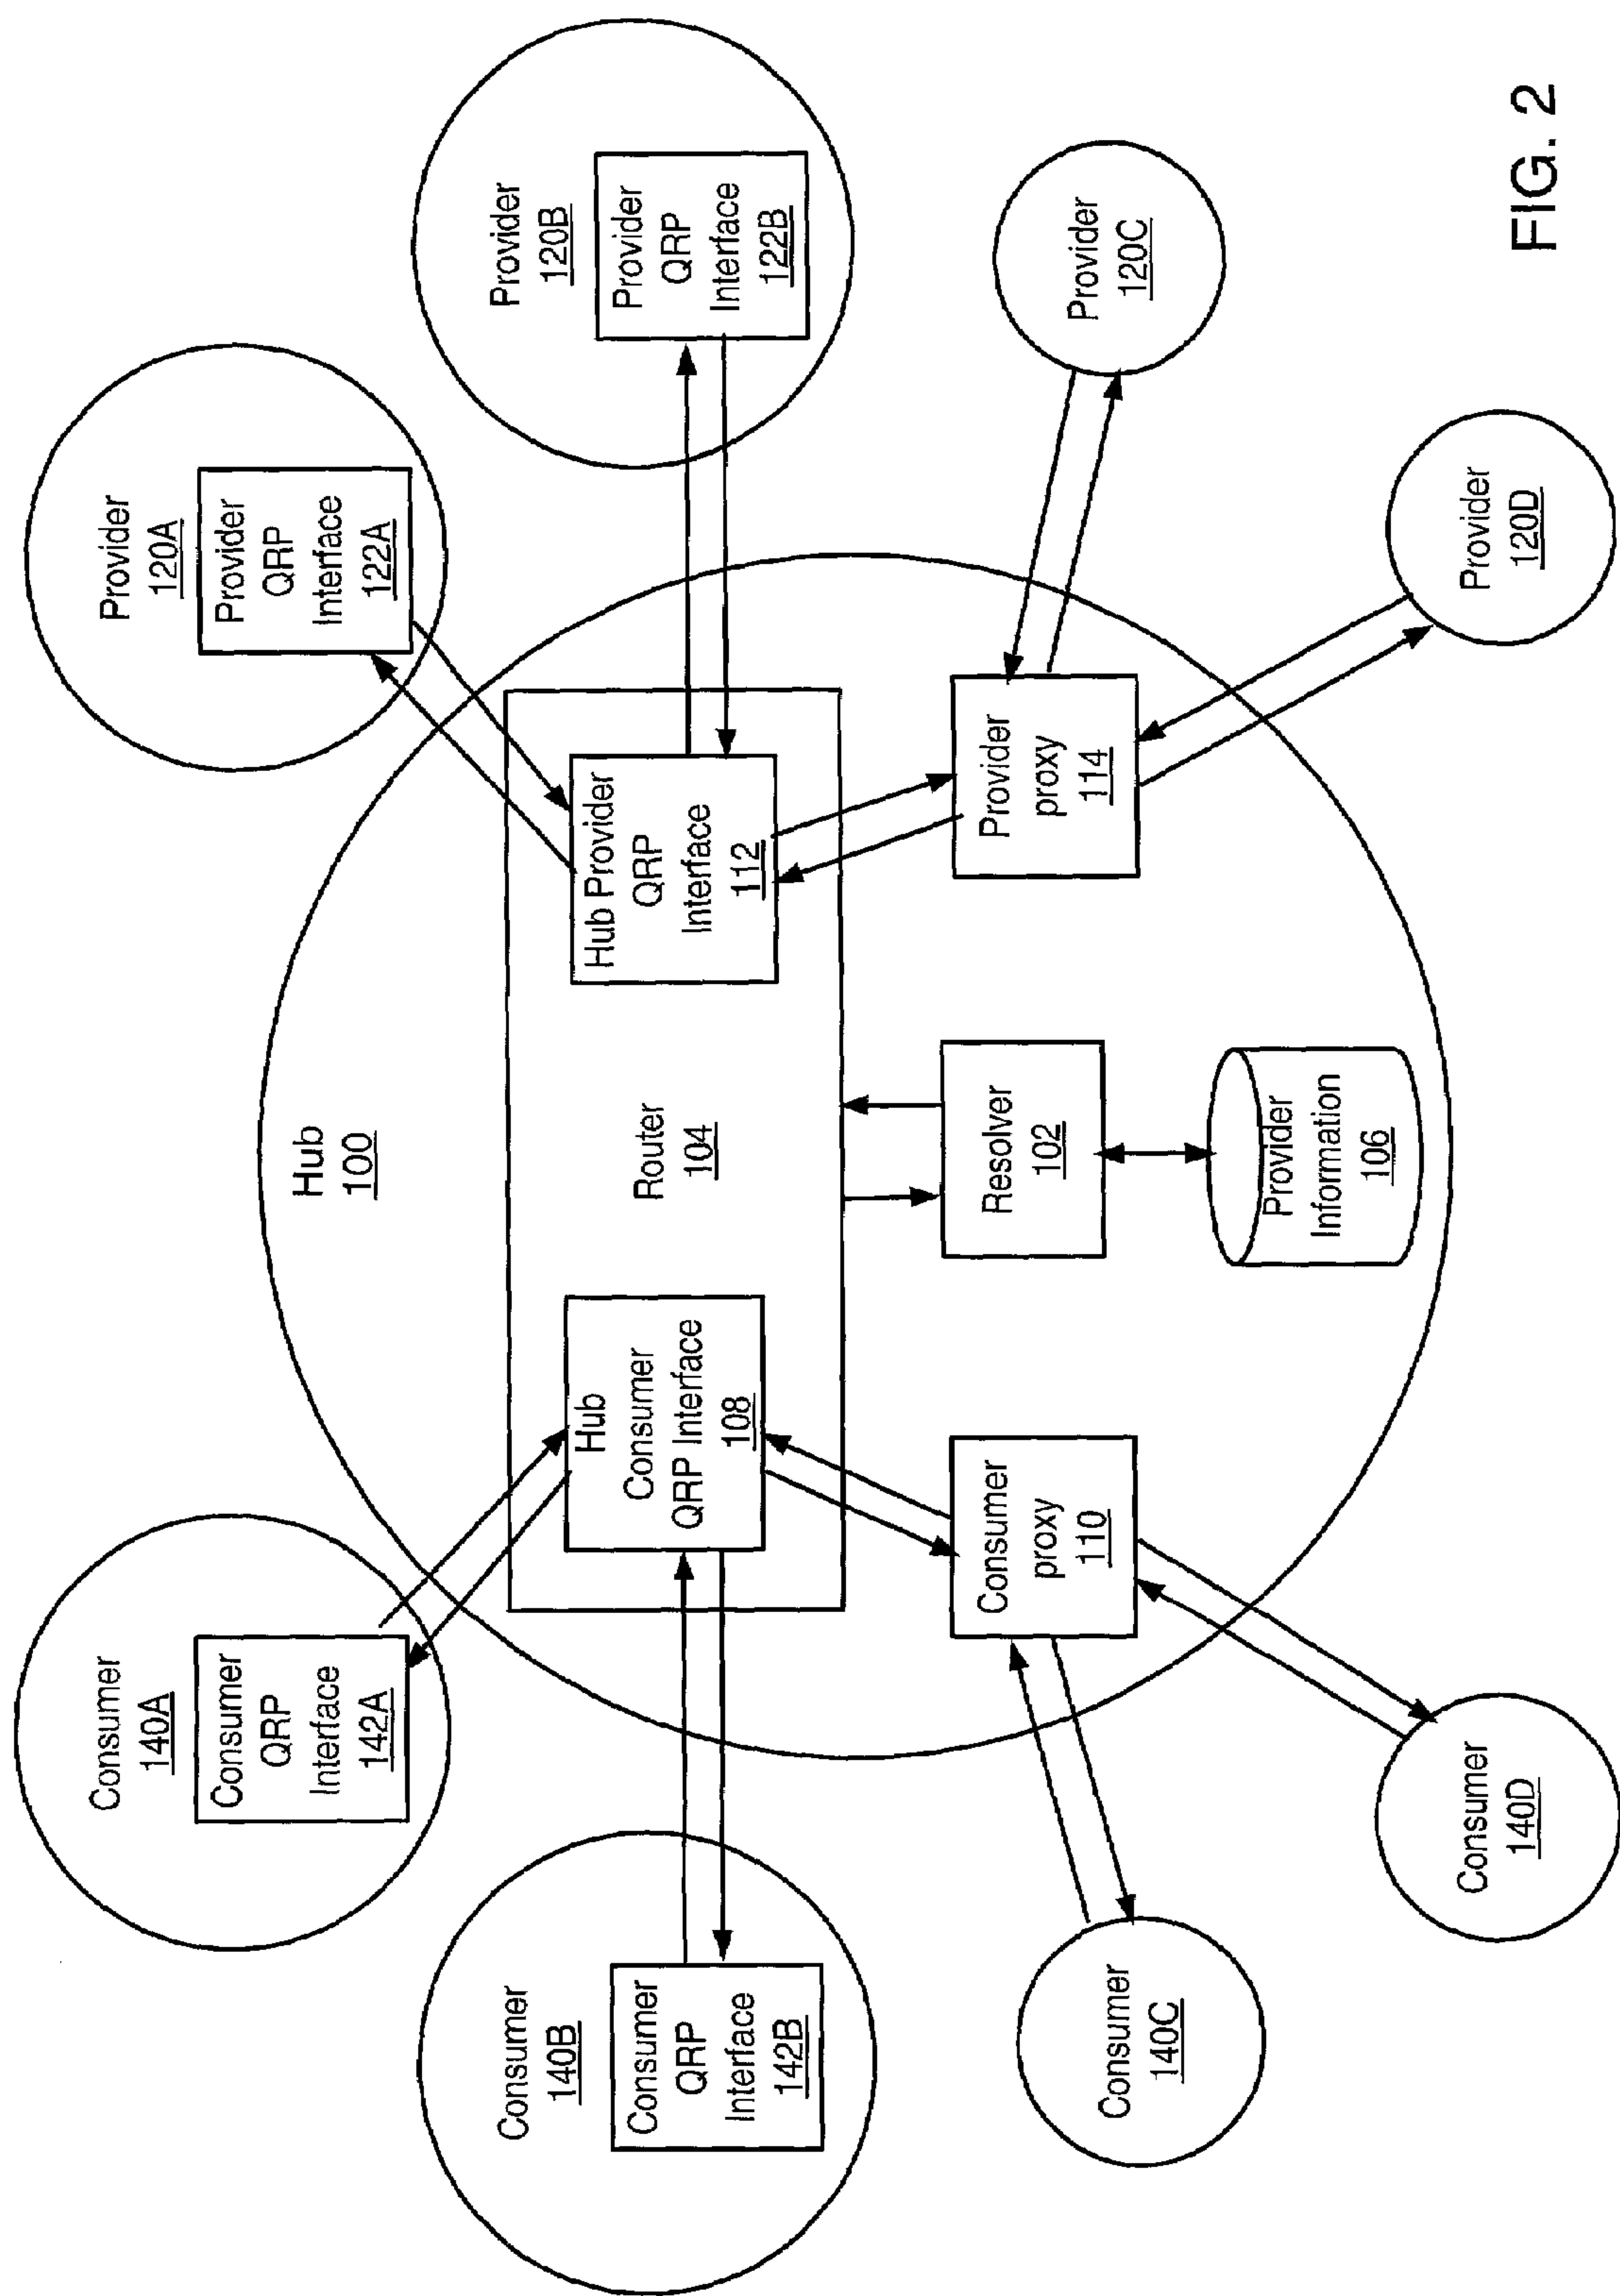 Consumer
140A
Consumer
QRP
Interface
142A
Provider
120A
Provider
QRP
Interface
122A
Hub
100
Consumer
140B
Consumer
QRP
Interface
142B
Hub
Consumer
QRP Interface
108
Router
104
Hub Provider
QRP
Interface
112
Provider
120B
Provider
QRP
Interface
122B
Consumer
proxy
110
Resolver
102
Provider
proxy
114
Consumer
140C
Provider
120C
Provider
Information
106
Consumer
140D
Provider
120D
FIG. 2